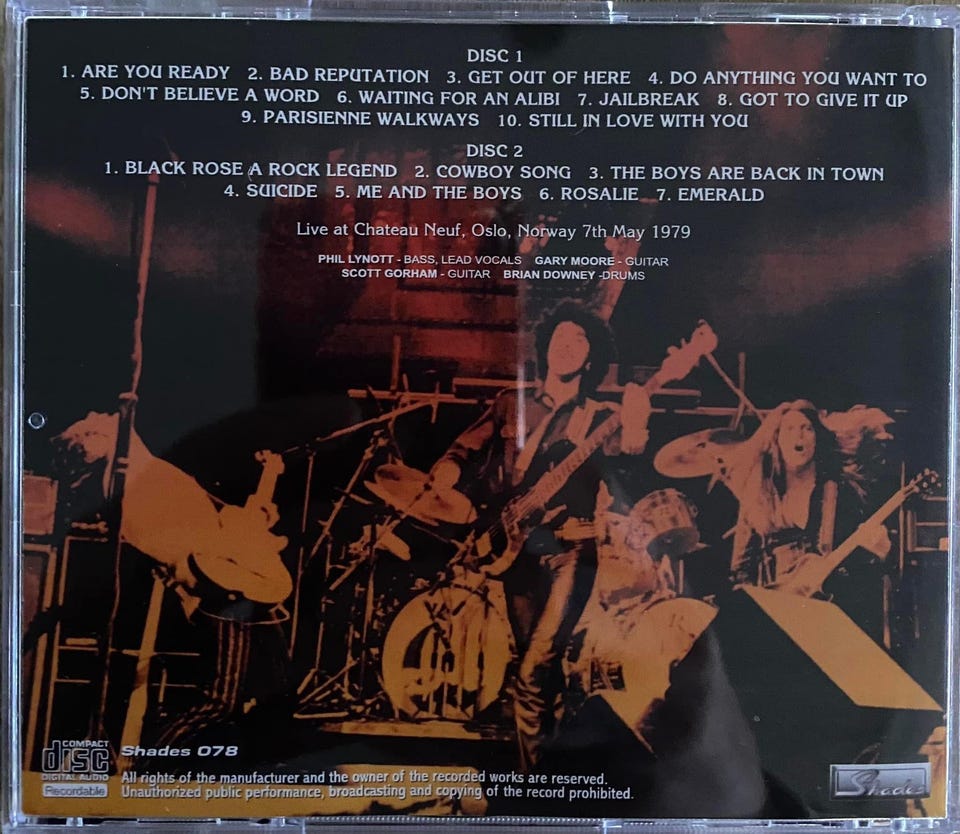 DISC 1
1. ARE YOU READY 2. BAD REPUTATION 3. GET OUT OF HERE 4. DO ANYTHING YOU WANT TO
5. DON'T BELIEVE A WORD 6. WAITING FOR AN ALIBI 7. JAILBREAK 8. GOT TO GIVE IT UP
9. PARISIENNE WALKWAYS 10. STILL IN LOVE WITH YOU
DISC 2
1. BLACK ROSE A ROCK LEGEND 2. COWBOY SONG 3. THE BOYS ARE BACK IN TOWN
4. SUICIDE 5. ME AND THE BOYS 6. ROSALIE 7. EMERALD
Live at Chateau Neuf, Oslo, Norway 7th May 1979
PHIL LYNOTT - BASS, LEAD VOCALS GARY MOORE - GUITAR
SCOTT GORHAM - GUITAR BRIAN DOWNEY -DRUMS
COMPACT
disc
DIGITAL AUDIO
Recordable
Shades 078
All rights of the manufacturer and the owner of the recorded works are reserved.
Unauthorized public performance, broadcasting and copying of the record prohibited.
Shades